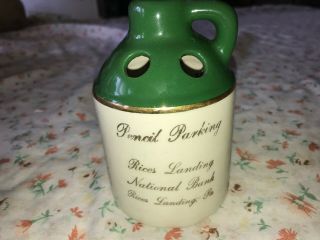 Pencil Parking
Rices Landing
National Bank
Rices Landing, Pa